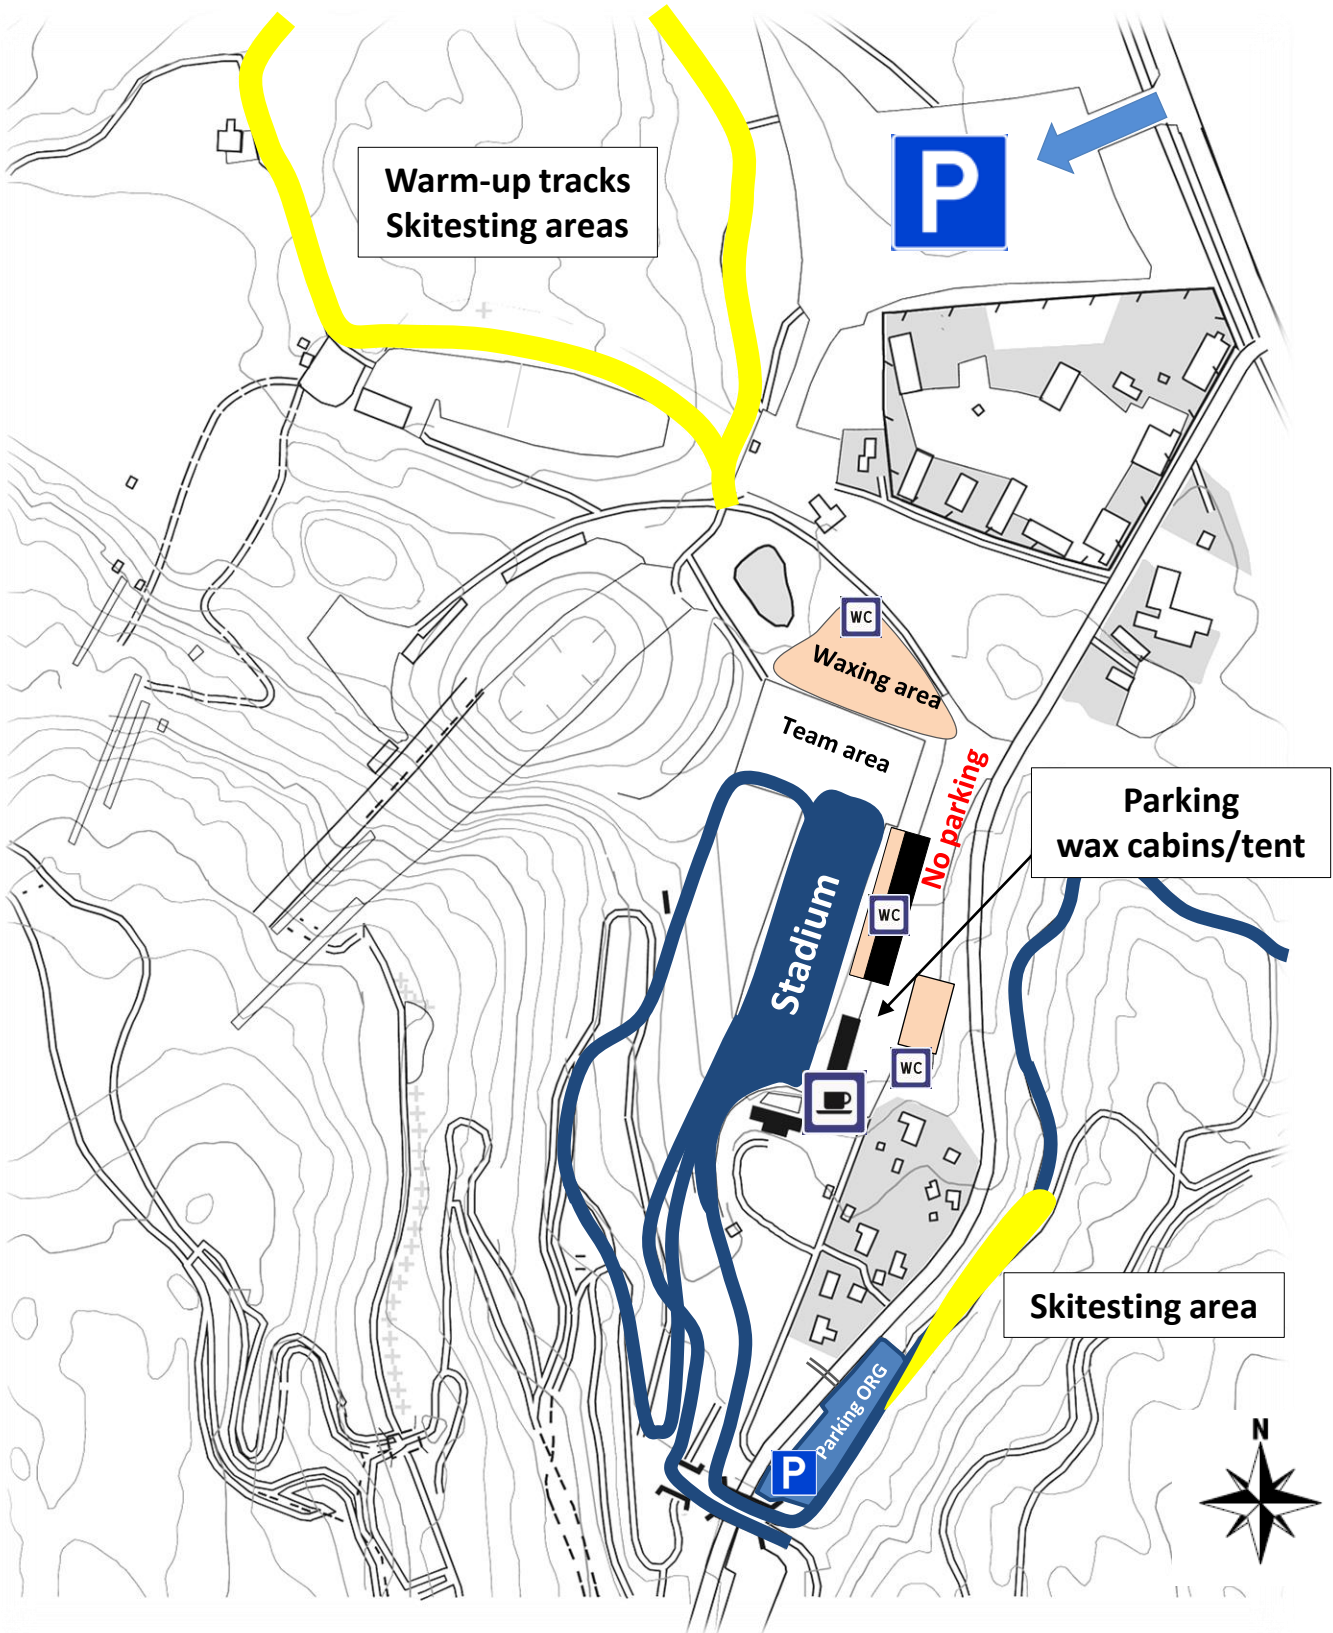 P
Warm-up tracks
Skitesting areas
WC
Waxing area
Team area
No parking
Parking
wax cabins/tent
Stadium
WC
WC
Skitesting area
Parking ORG
P
N